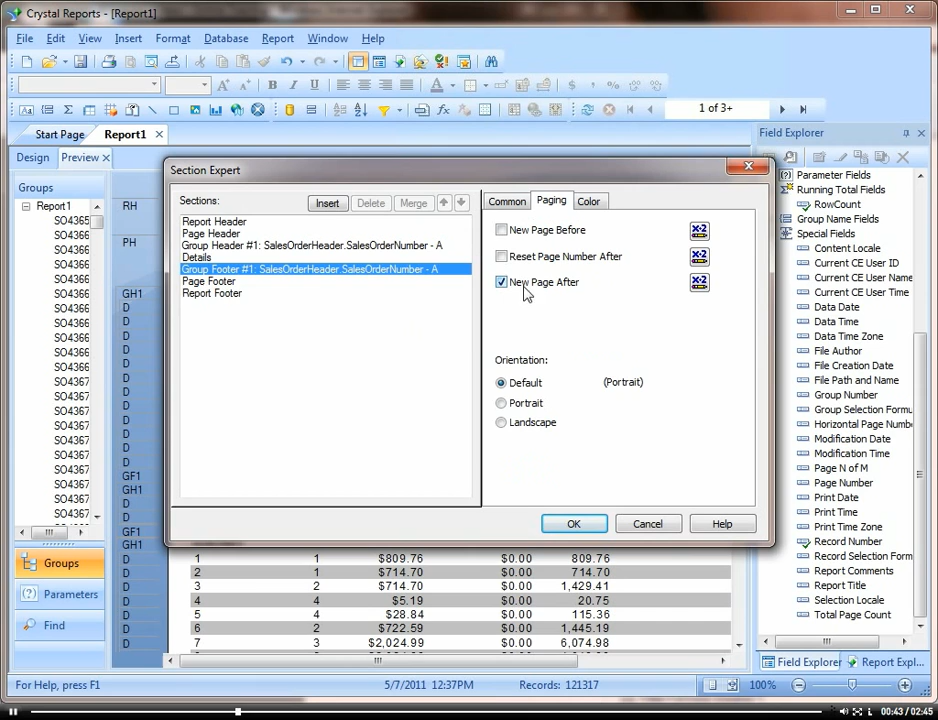 Crystal Reports - [Report1]
File Edit View Insert Format Database Report Window Help
1 of 3+
Start Page Report1
Design Preview
Groups
Report1
SO4365
SO4366
SO4366
SO4366
SO4366
SO4366
SO4366
SO4366
SO4366
SO4366
SO4366
SO4367
SO4367
SO4367
SO4367
SO4367
SO4367
SO4367
SO4367
SO4367
SO4367
Groups
Parameters
Find
RH
PH
GH1
D
D
D
D
D
D
D
D
D
D
D
D
GF1
GH1
D
D
D
GF1
GH1
D
D
D
D
D
D
D
Section Expert
Sections:
Insert Delete Merge
Report Header
Page Header
Group Header #1: SalesOrderHeader.SalesOrderNumber - A
Details
Group Footer #1: SalesOrderHeader.SalesOrderNumber - A
Page Footer
Report Footer
Common Paging Color
New Page Before
Reset Page Number After
New Page After
Orientation:
Default (Portrait)
Portrait
Landscape
OK Cancel Help
1 1 $809.76 $0.00 809.76
2 1 $714.70 $0.00 714.70
3 2 $714.70 $0.00 1,429.41
4 4 $5.19 $0.00 20.75
5 4 $28.84 $0.00 115.36
6 2 $722.59 $0.00 1,445.19
7 3 $2,024.99 $0.00 6,074.98
Field Explorer
Parameter Fields
Running Total Fields
RowCount
Group Name Fields
Special Fields
Content Locale
Current CE User ID
Current CE User Name
Current CE User Time
Data Date
Data Time
Data Time Zone
File Author
File Creation Date
File Path and Name
Group Number
Group Selection Formu
Horizontal Page Numb
Modification Date
Modification Time
Page N of M
Page Number
Print Date
Print Time
Print Time Zone
Record Number
Record Selection Form
Report Comments
Report Title
Selection Locale
Total Page Count
Field Explorer Report Expl...
For Help, press F1 5/7/2011 12:37PM Records: 121317 100%
00:43 / 02:45